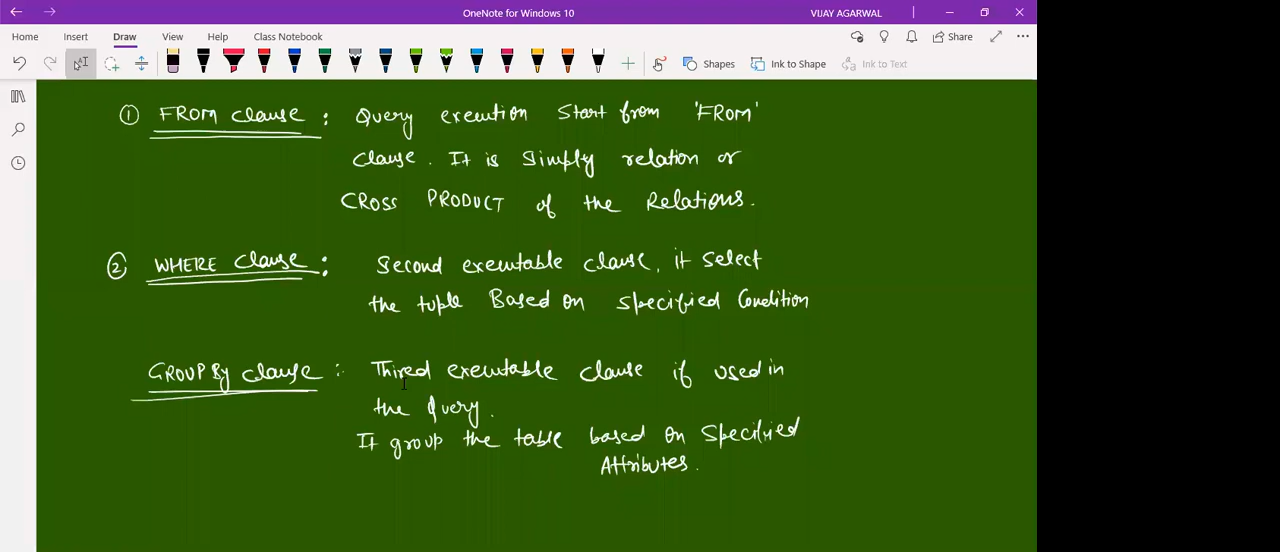 OneNote for Windows 10
VIJAY AGARWAL
Home Insert Draw View Help Class Notebook
Share
Shapes Ink to Shape Ink to Text
① FROM Clause : Query execution Start from 'FROM'
Clause. It is simply relation or
CROSS PRODUCT of the Relations.
② WHERE Clause : Second executable clause, it select
the tuple Based on Specified Condition
GROUP By Clause : Thired executable clause if used in
the Query.
It group the table based on Specified
Attributes.